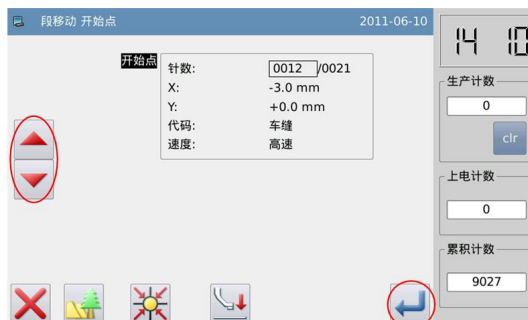 段移动 开始点 2011-06-10
开始点
针数: 0012 /0021
X: -3.0 mm
Y: +0.0 mm
代码: 车缝
速度: 高速
14 10
生产计数
0
clr
上电计数
0
累积计数
9027